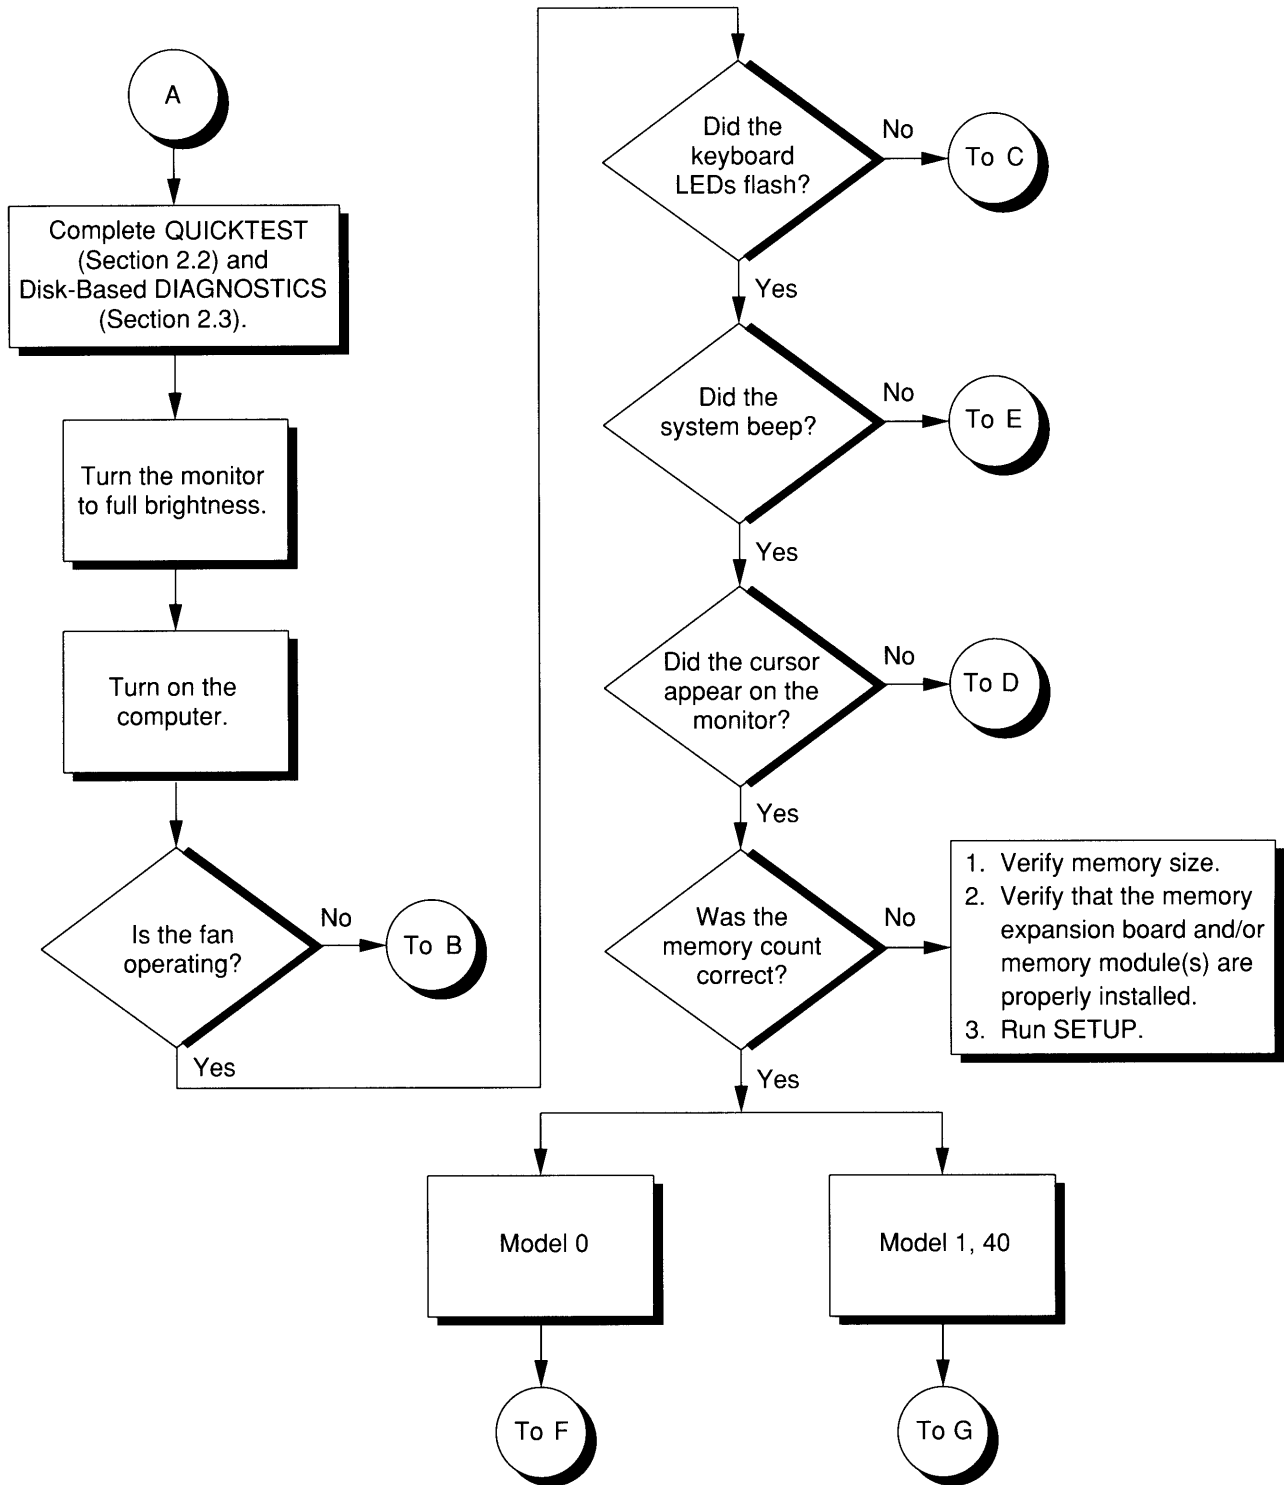 A
Complete QUICKTEST
(Section 2.2) and
Disk-Based DIAGNOSTICS
(Section 2.3).
Turn the monitor
to full brightness.
Turn on the
computer.
Is the fan
operating?
No
To B
Yes
Did the
keyboard
LEDs flash?
No
To C
Yes
Did the
system beep?
No
To E
Yes
Did the cursor
appear on the
monitor?
No
To D
Yes
Was the
memory count
correct?
No
1. Verify memory size.
2. Verify that the memory
expansion board and/or
memory module(s) are
properly installed.
3. Run SETUP.
Yes
Model 0
To F
Model 1, 40
To G